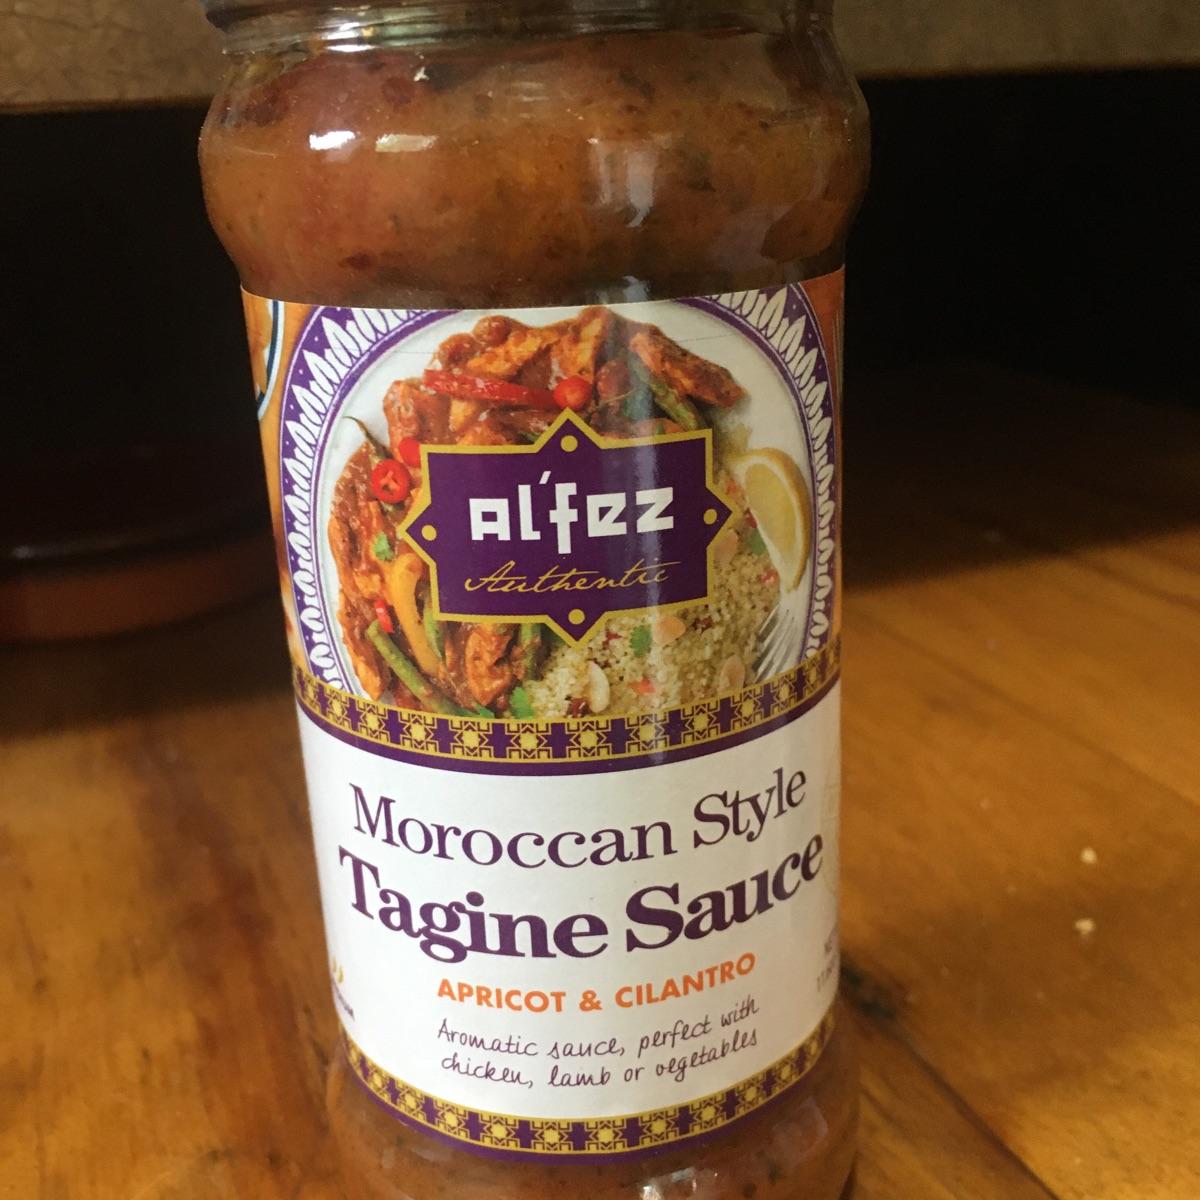 al'fez
Authentic
Moroccan Style
Tagine Sauce
APRICOT & CILANTRO
Aromatic sauce, perfect with
chicken, lamb or vegetables